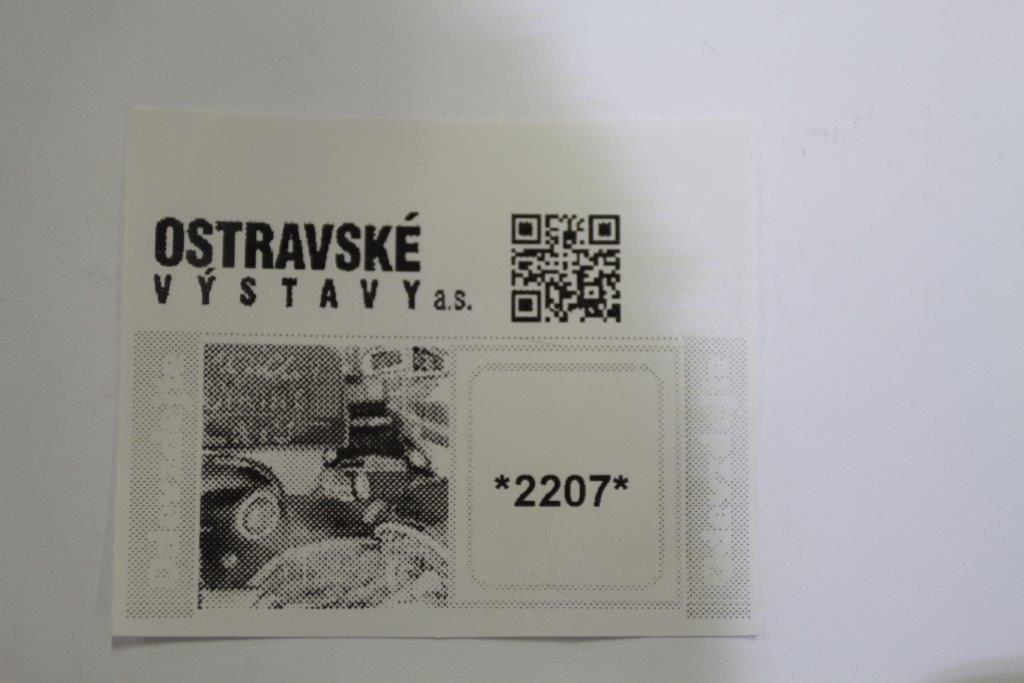 OSTRAVSKÉ
VÝSTAVY a.s.
*2207*